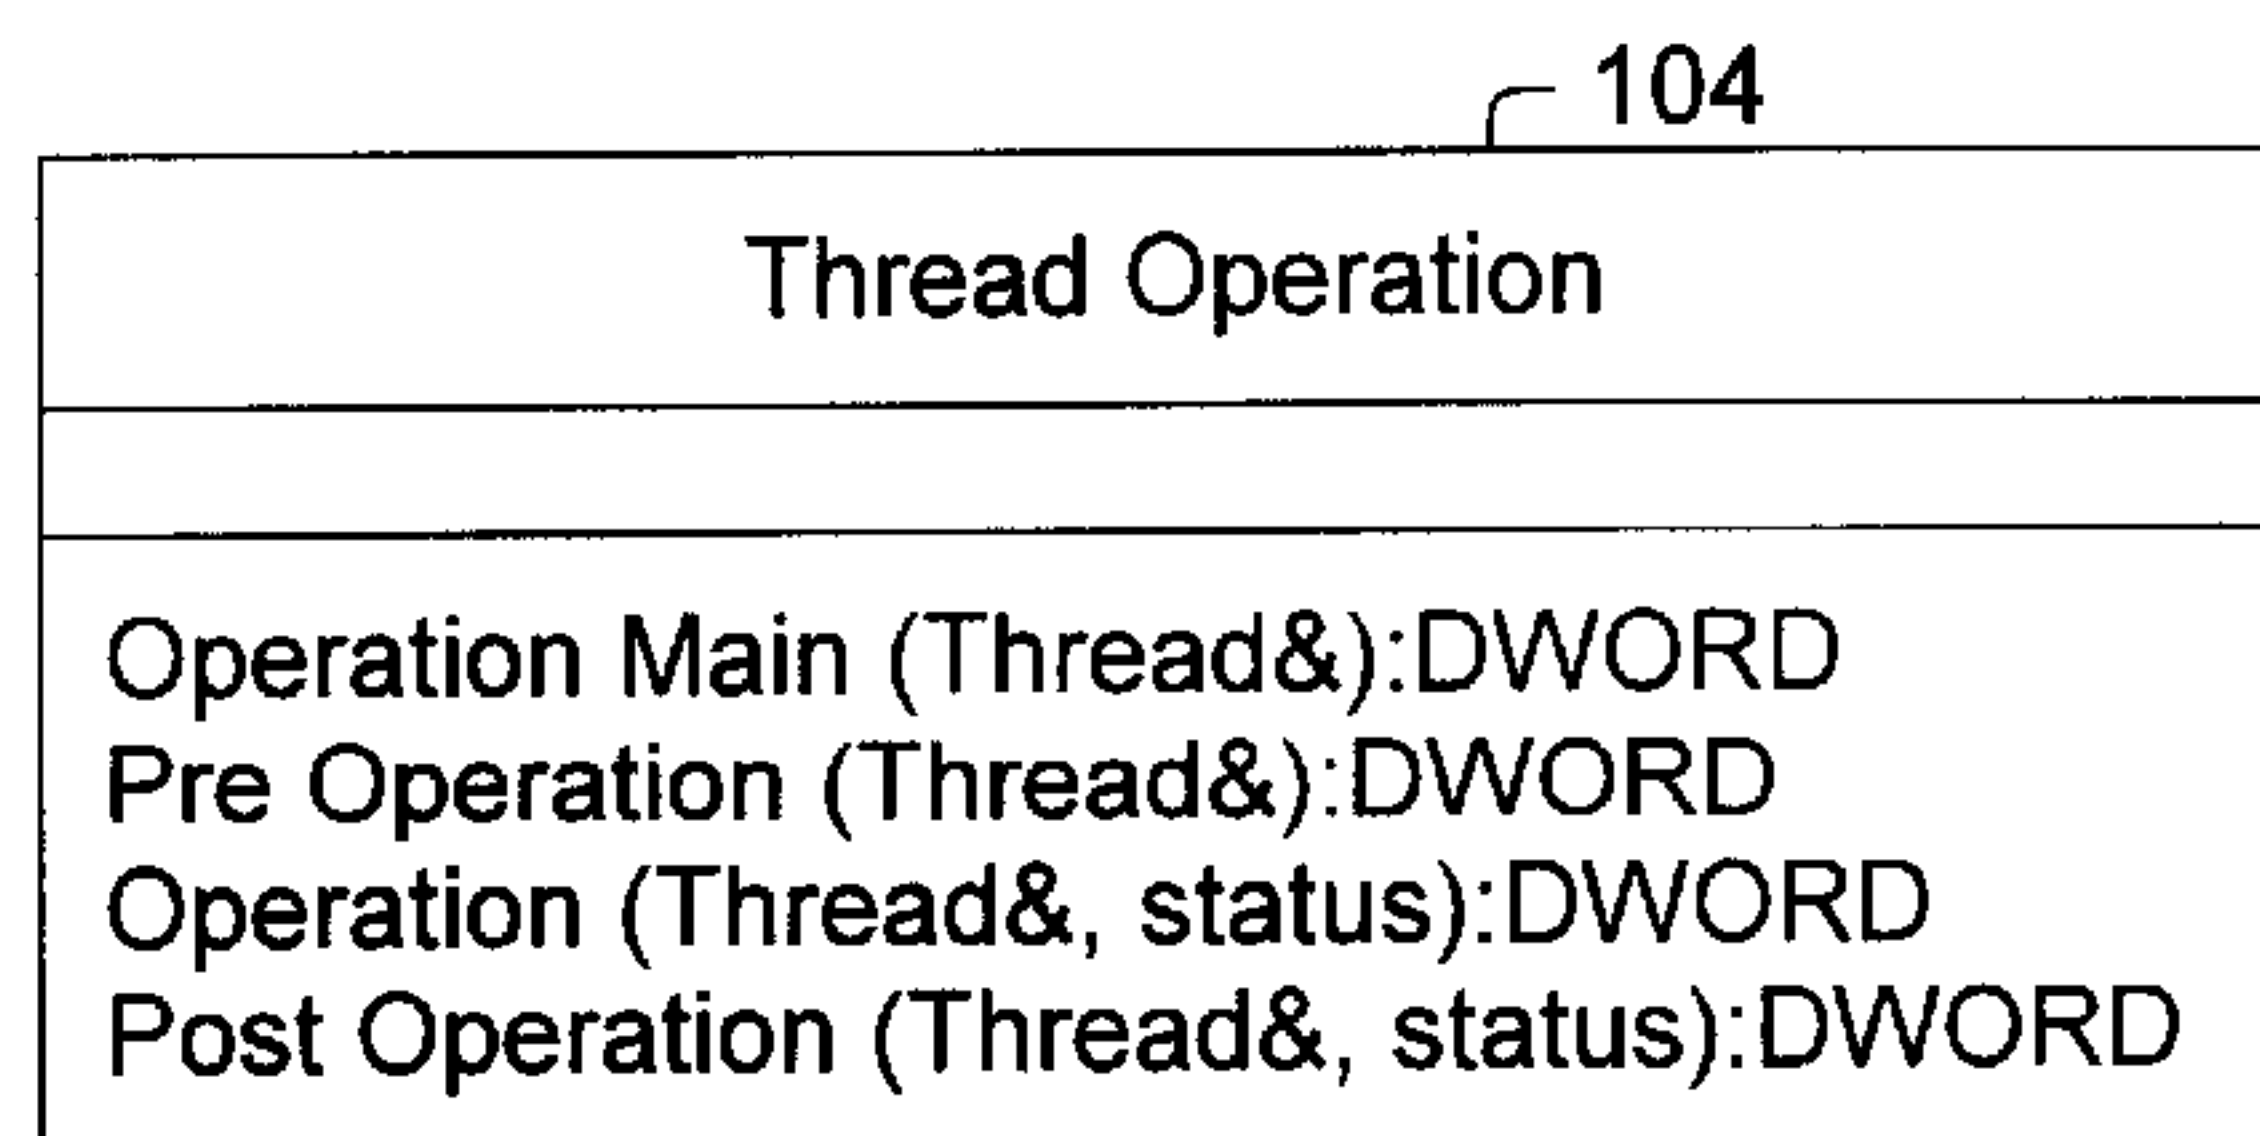 104
Thread Operation
Operation Main (Thread&):DWORD
Pre Operation (Thread&):DWORD
Operation (Thread&, status):DWORD
Post Operation (Thread&, status):DWORD